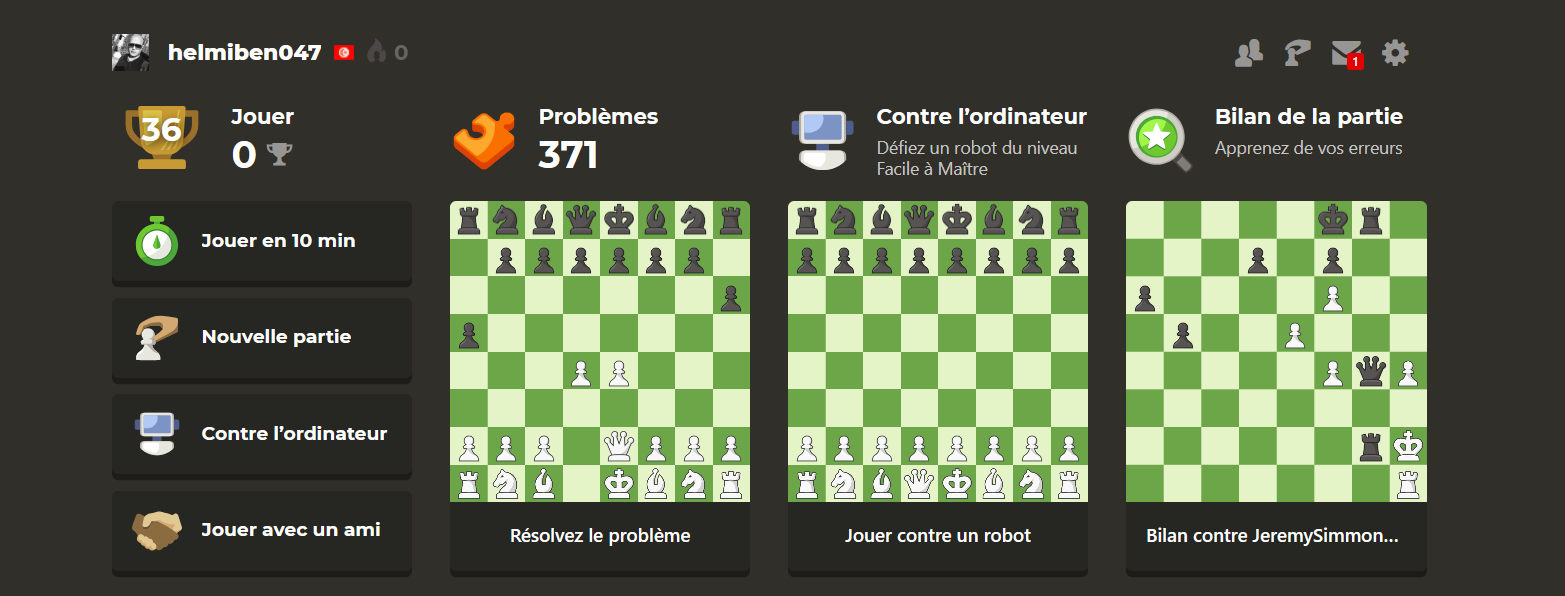 helmiben047 0
1
36
Jouer
0
Problèmes
371
Contre l’ordinateur
Défiez un robot du niveau
Facile à Maître
Bilan de la partie
Apprenez de vos erreurs
Jouer en 10 min
Nouvelle partie
Contre l’ordinateur
Jouer avec un ami
Résolvez le problème
Jouer contre un robot
Bilan contre JeremySimmon...